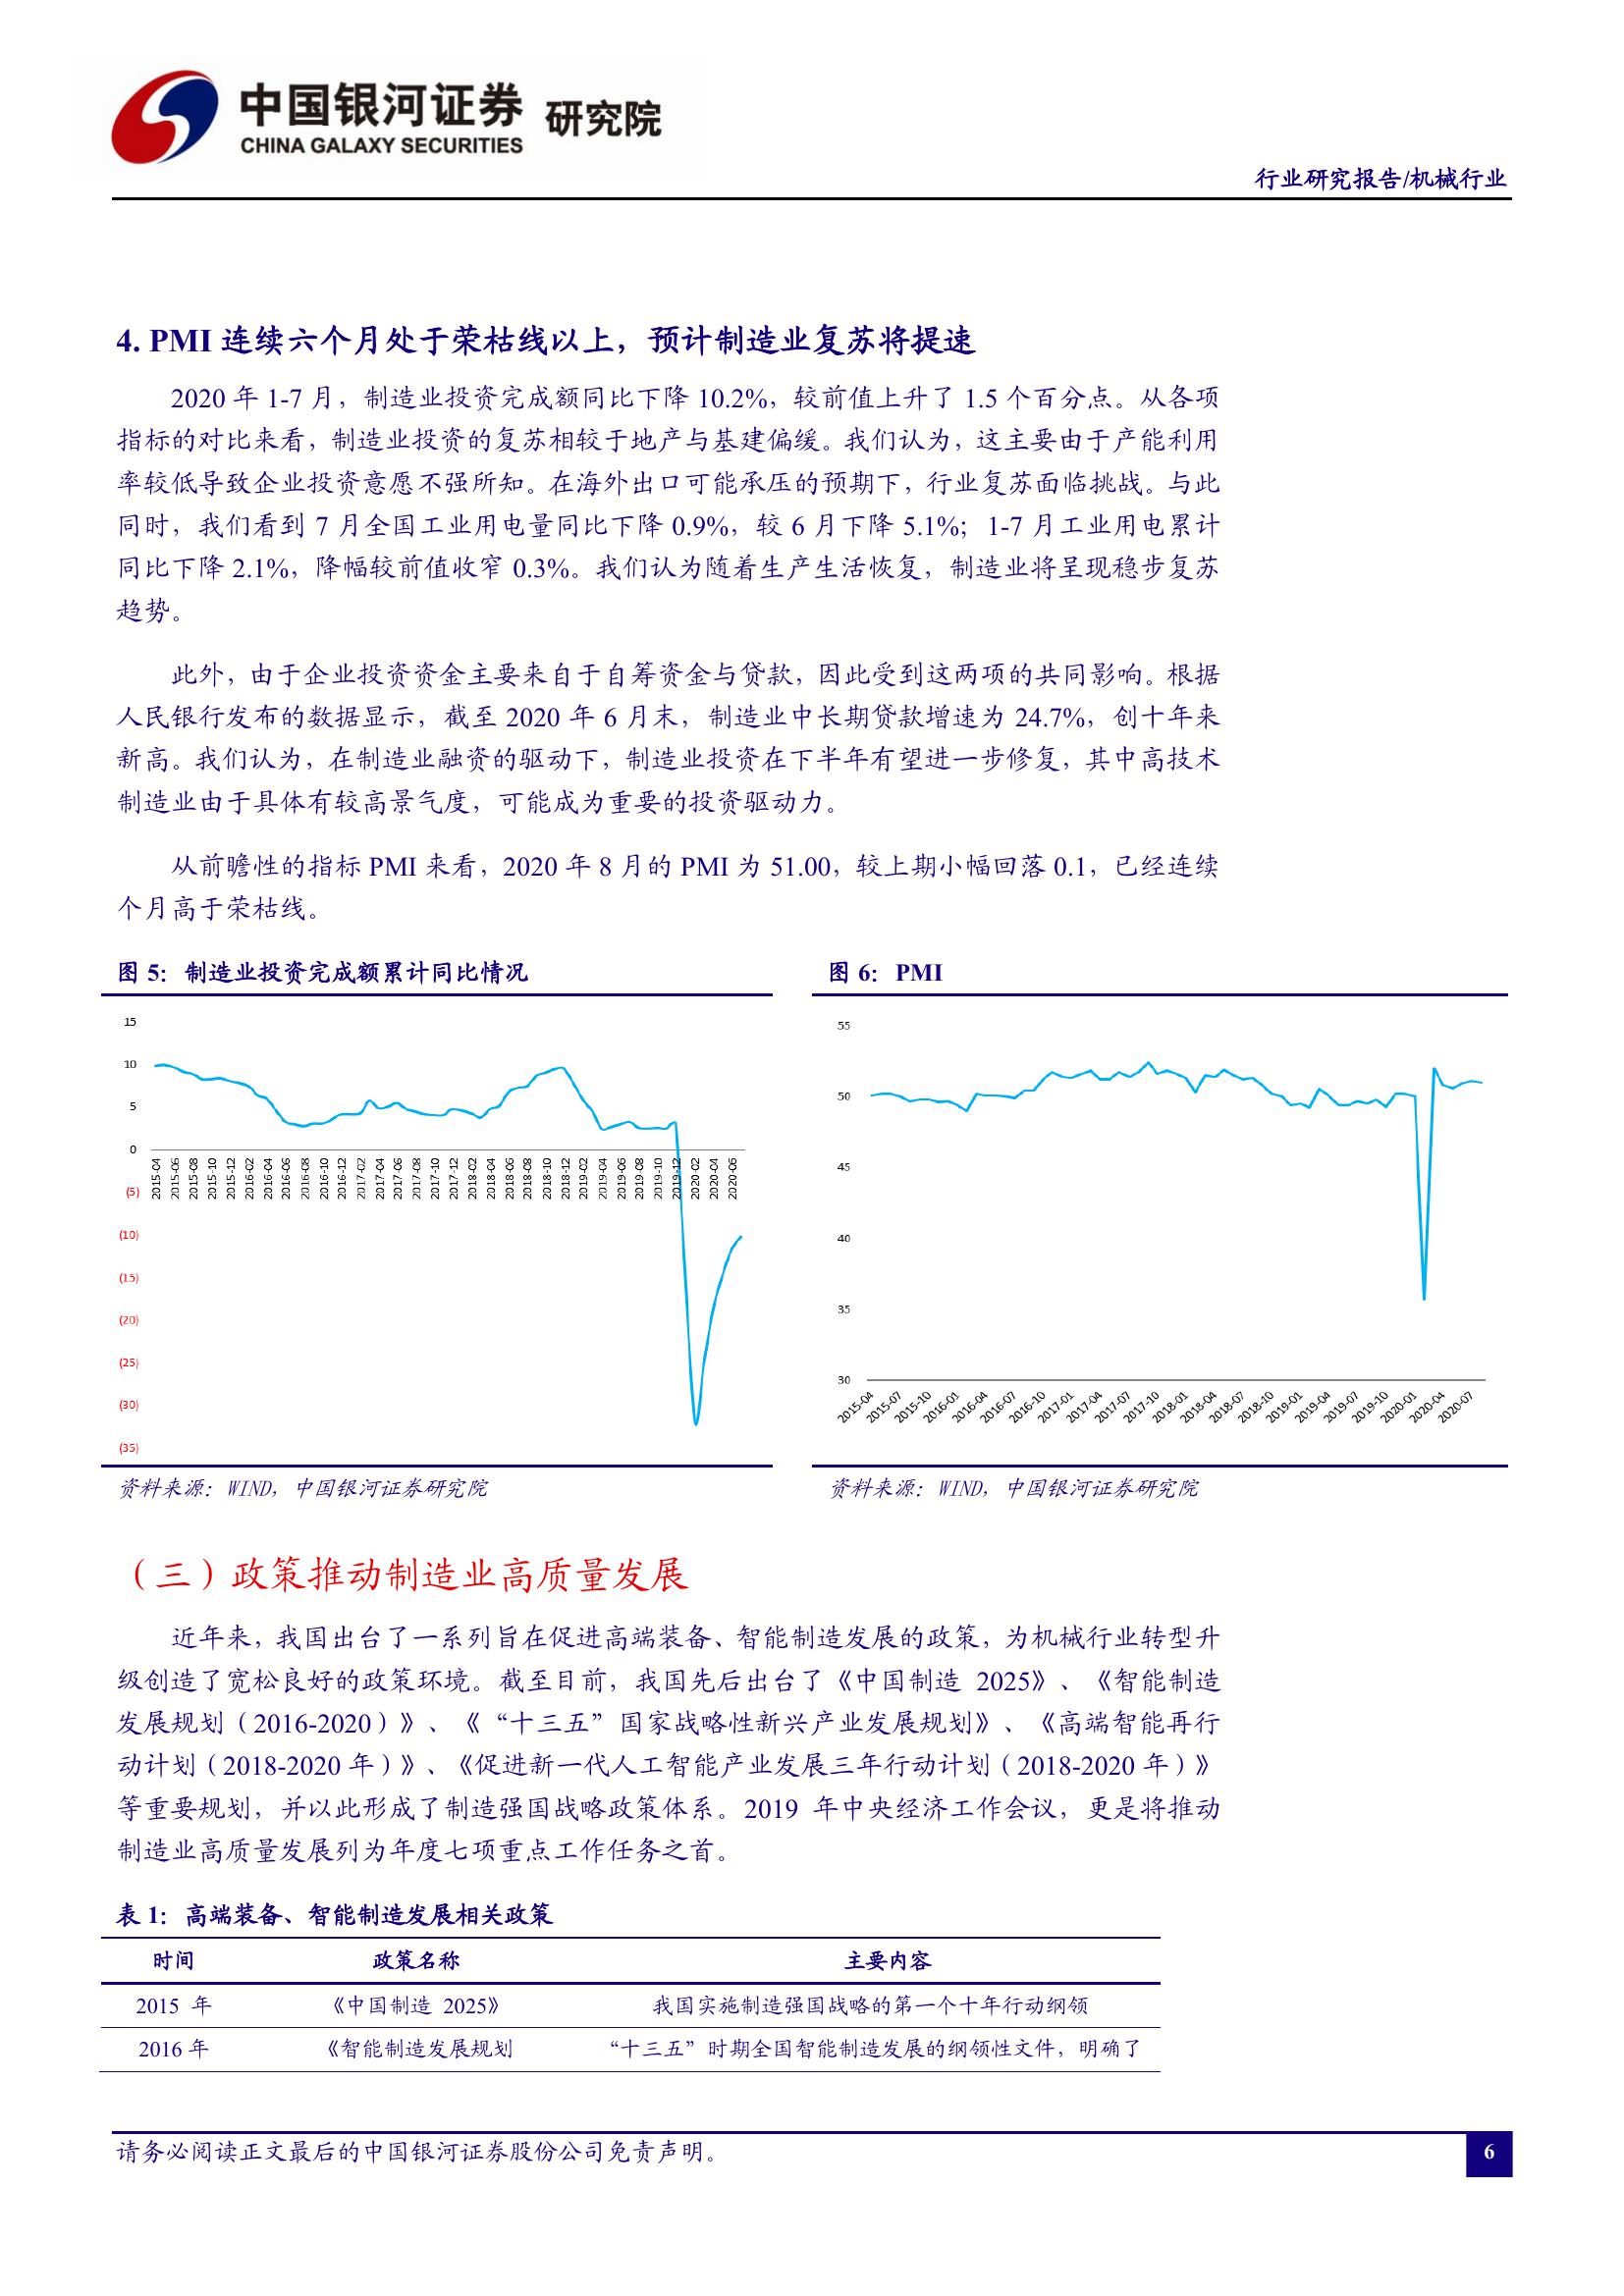 中国银河证券 研究院
CHINA GALAXY SECURITIES
行业研究报告/机械行业
4. PMI 连续六个月处于荣枯线以上，预计制造业复苏将提速
2020 年 1-7 月，制造业投资完成额同比下降 10.2%，较前值上升了 1.5 个百分点。从各项
指标的对比来看，制造业投资的复苏相较于地产与基建偏缓。我们认为，这主要由于产能利用
率较低导致企业投资意愿不强所知。在海外出口可能承压的预期下，行业复苏面临挑战。与此
同时，我们看到 7 月全国工业用电量同比下降 0.9%，较 6 月下降 5.1%；1-7 月工业用电累计
同比下降 2.1%，降幅较前值收窄 0.3%。我们认为随着生产生活恢复，制造业将呈现稳步复苏
趋势。
此外，由于企业投资资金主要来自于自筹资金与贷款，因此受到这两项的共同影响。根据
人民银行发布的数据显示，截至 2020 年 6 月末，制造业中长期贷款增速为 24.7%，创十年来
新高。我们认为，在制造业融资的驱动下，制造业投资在下半年有望进一步修复，其中高技术
制造业由于具体有较高景气度，可能成为重要的投资驱动力。
从前瞻性的指标 PMI 来看，2020 年 8 月的 PMI 为 51.00，较上期小幅回落 0.1，已经连续
个月高于荣枯线。
图 5：制造业投资完成额累计同比情况
15
10
5
0
(5)
(10)
(15)
(20)
(25)
(30)
(35)
2015-04
2015-06
2015-08
2015-10
2015-12
2016-02
2016-04
2016-06
2016-08
2016-10
2016-12
2017-02
2017-04
2017-06
2017-08
2017-10
2017-12
2018-02
2018-04
2018-06
2018-08
2018-10
2018-12
2019-02
2019-04
2019-06
2019-08
2019-10
2019-12
2020-02
2020-04
2020-06
资料来源：WIND，中国银河证券研究院
图 6：PMI
55
50
45
40
35
30
2015-04
2015-07
2015-10
2016-01
2016-04
2016-07
2016-10
2017-01
2017-04
2017-07
2017-10
2018-01
2018-04
2018-07
2018-10
2019-01
2019-04
2019-07
2019-10
2020-01
2020-04
2020-07
资料来源：WIND，中国银河证券研究院
（三）政策推动制造业高质量发展
近年来，我国出台了一系列旨在促进高端装备、智能制造发展的政策，为机械行业转型升
级创造了宽松良好的政策环境。截至目前，我国先后出台了《中国制造 2025》、《智能制造
发展规划（2016-2020）》、《“十三五”国家战略性新兴产业发展规划》、《高端智能再行
动计划（2018-2020 年）》、《促进新一代人工智能产业发展三年行动计划（2018-2020 年）》
等重要规划，并以此形成了制造强国战略政策体系。2019 年中央经济工作会议，更是将推动
制造业高质量发展列为年度七项重点工作任务之首。
表 1：高端装备、智能制造发展相关政策
时间 政策名称 主要内容
2015 年 《中国制造 2025》 我国实施制造强国战略的第一个十年行动纲领
2016 年 《智能制造发展规划 “十三五”时期全国智能制造发展的纲领性文件，明确了
请务必阅读正文最后的中国银河证券股份公司免责声明。
6